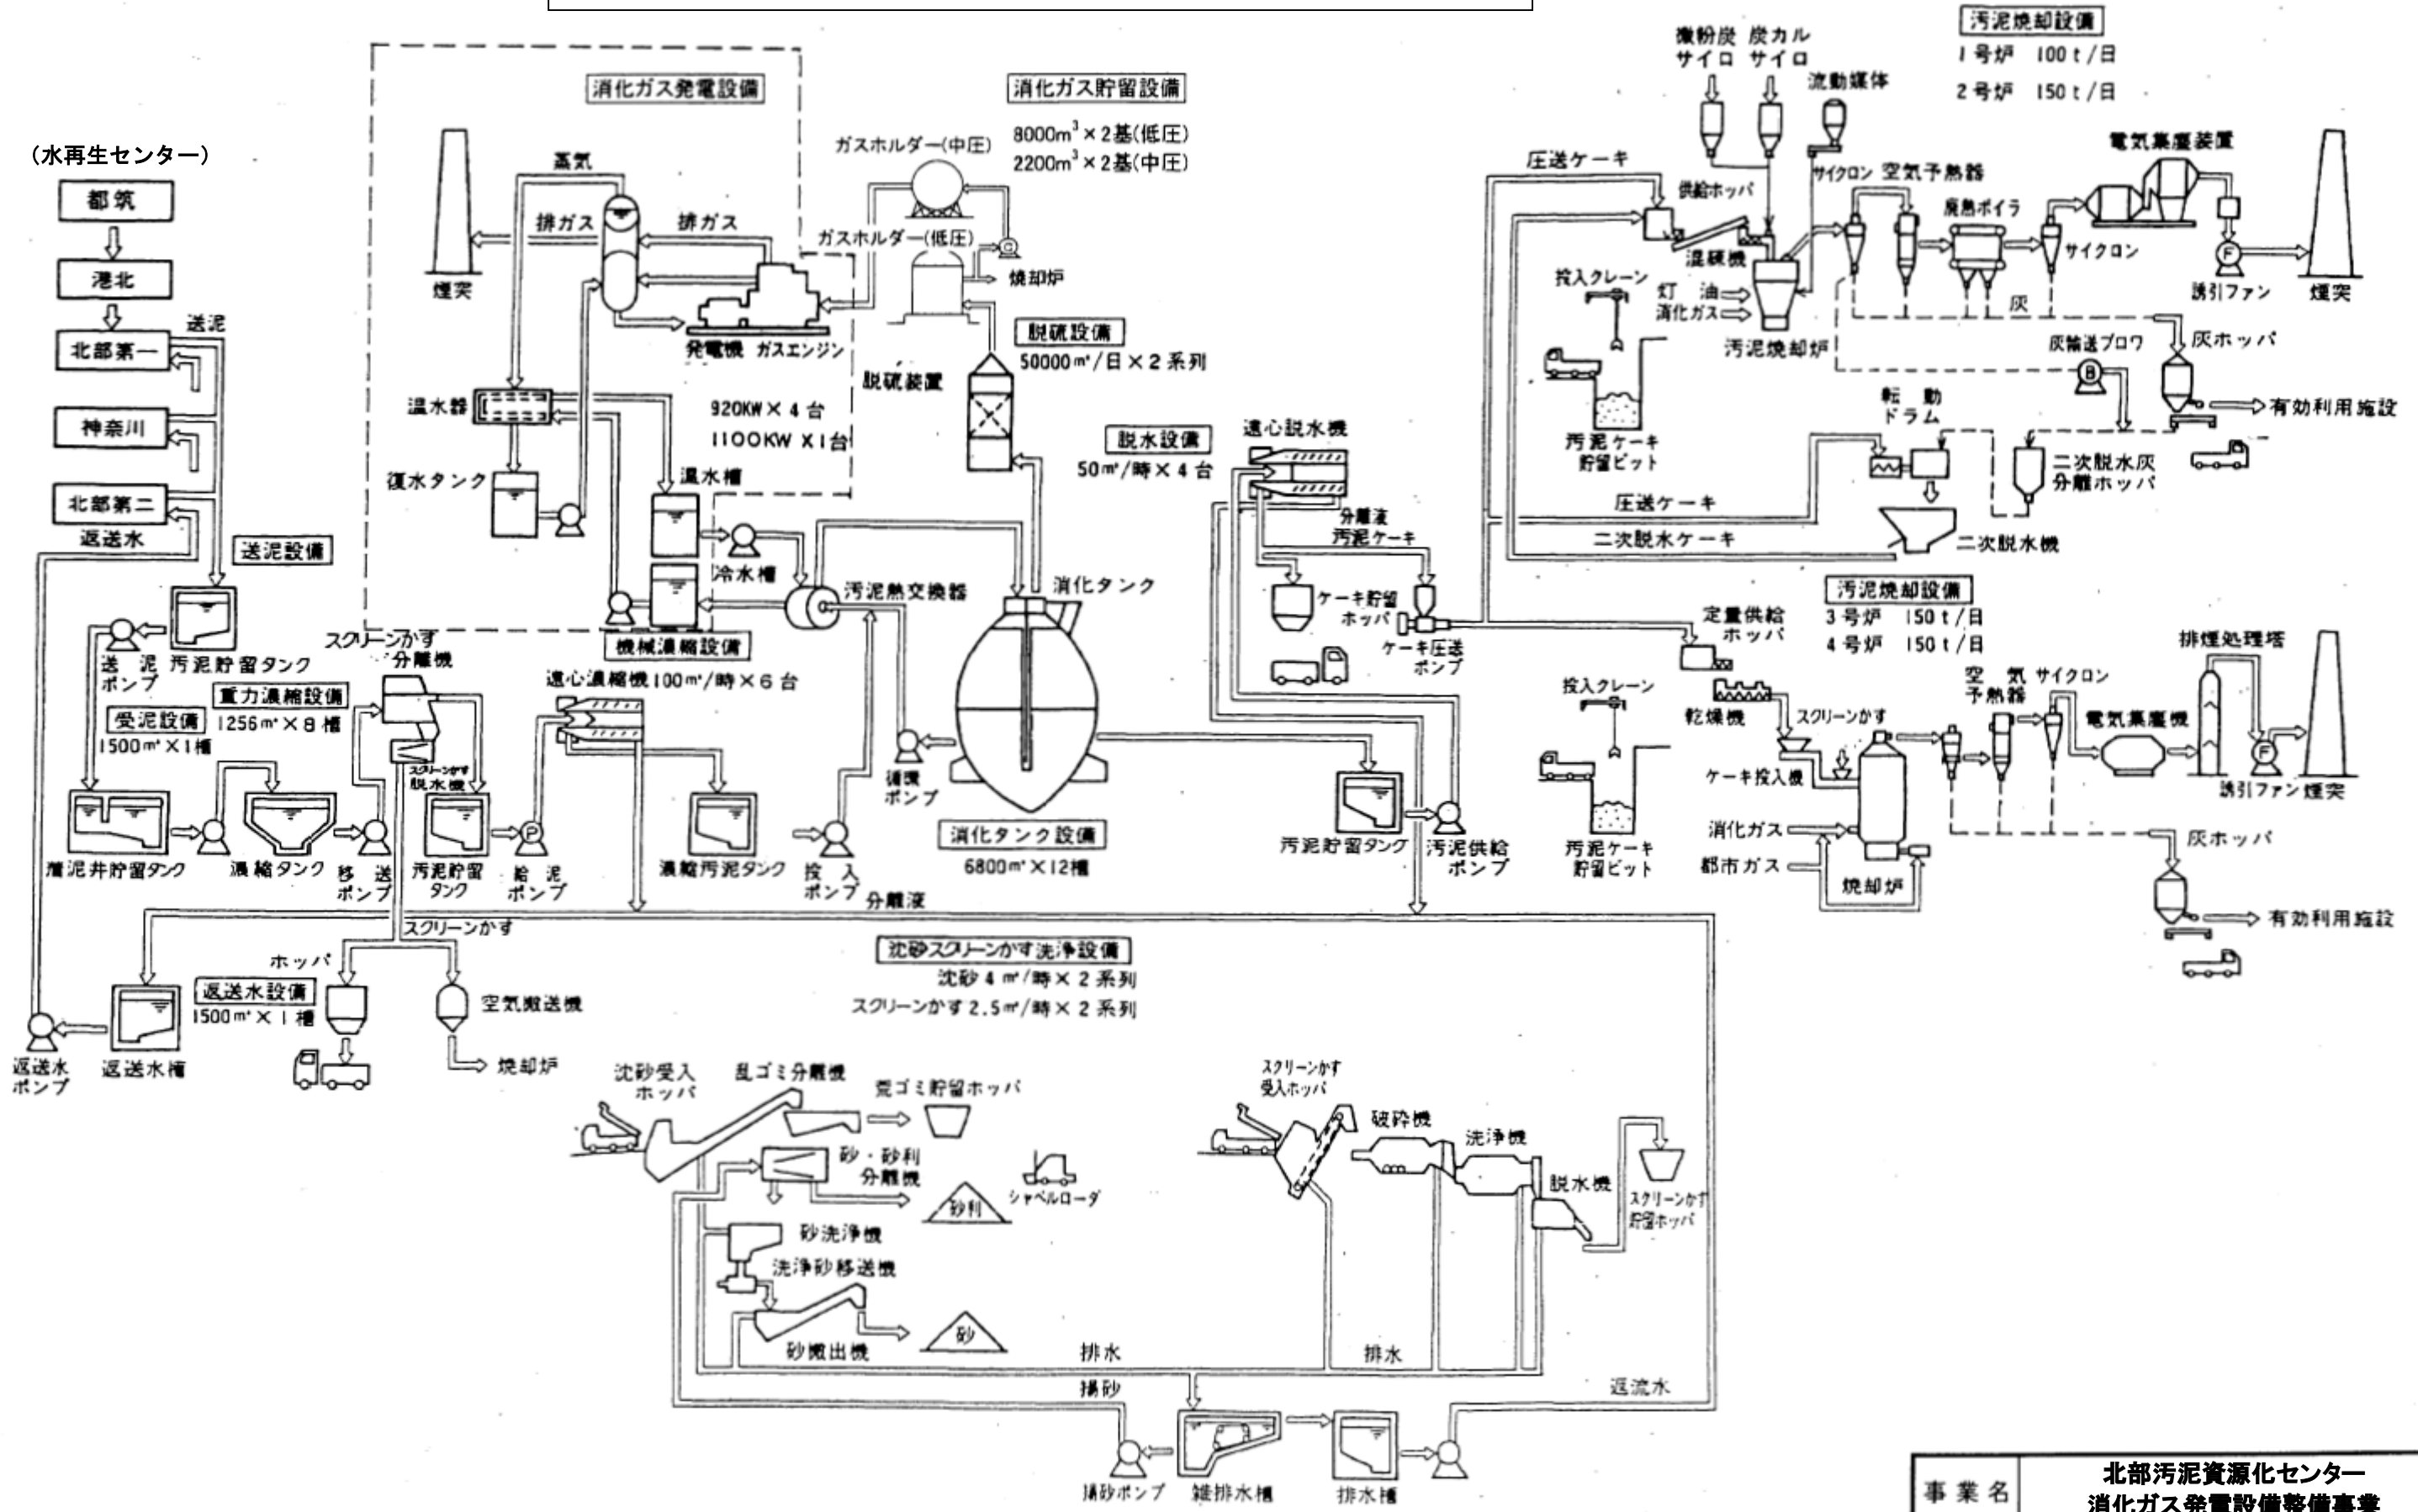 (水再生センター)
都筑
港北
北部第一
送泥
神奈川
北部第二
返送水
送泥設備
送泥
ポンプ
汚泥貯留タンク
受泥設備
1500m³×1槽
重力濃縮設備
1256m³×8槽
着泥井貯留タンク
濃縮タンク
移送
ポンプ
スクリーンかす
分離機
スクリーンかす
脱水機
汚泥貯留
タンク
給泥
ポンプ
機械濃縮設備
遠心濃縮機100m³/時×6台
濃縮汚泥タンク
投入
ポンプ
循環
ポンプ
消化ガス発電設備
蒸気
排ガス
排ガス
煙突
発電機 ガスエンジン
920KW×4台
1100KW×1台
温水器
復水タンク
温水槽
冷水槽
汚泥熱交換器
消化タンク
消化タンク設備
6800m³×12槽
消化ガス貯留設備
8000m³×2基(低圧)
2200m³×2基(中圧)
ガスホルダー(中圧)
ガスホルダー(低圧)
C
焼却炉
脱硫設備
50000m³/日×2系列
脱硫装置
脱水設備
50m³/時×4台
遠心脱水機
分離液
汚泥ケーキ
ケーキ貯留
ホッパ
ケーキ圧送
ポンプ
汚泥貯留タンク
汚泥供給
ポンプ
汚泥焼却設備
1号炉 100t/日
2号炉 150t/日
微粉炭
サイロ
炭カル
サイロ
流動媒体
圧送ケーキ
供給ホッパ
混練機
サイクロン
空気予熱器
廃熱ボイラ
サイクロン
電気集塵装置
F
誘引ファン
煙突
投入クレーン
灯油
消化ガス
汚泥焼却炉
汚泥ケーキ
貯留ピット
灰
灰輸送ブロワ
B
灰ホッパ
有効利用施設
転動
ドラム
二次脱水灰
分離ホッパ
圧送ケーキ
二次脱水ケーキ
二次脱水機
汚泥焼却設備
3号炉 150t/日
4号炉 150t/日
定量供給
ホッパ
乾燥機
投入クレーン
汚泥ケーキ
貯留ピット
スクリーンかす
ケーキ投入機
消化ガス
都市ガス
焼却炉
空気
予熱器
サイクロン
電気集塵機
排煙処理塔
F
誘引ファン
煙突
灰ホッパ
有効利用施設
分離液
スクリーンかす
ホッパ
空気搬送機
焼却炉
返送水設備
1500m³×1槽
返送水
ポンプ
返送水槽
P
沈砂スクリーンかす洗浄設備
沈砂4m³/時×2系列
スクリーンかす2.5m³/時×2系列
沈砂受入
ホッパ
乱ゴミ分離機
荒ゴミ貯留ホッパ
砂・砂利
分離機
砂利
シャベルローダ
砂洗浄機
洗浄砂移送機
砂搬出機
砂
スクリーンかす
受入ホッパ
破砕機
洗浄機
脱水機
スクリーンかす
貯留ホッパ
排水
排水
揚砂
返流水
揚砂ポンプ
雑排水槽
排水槽
事業名
北部汚泥資源化センター
消化ガス発電設備整備事業